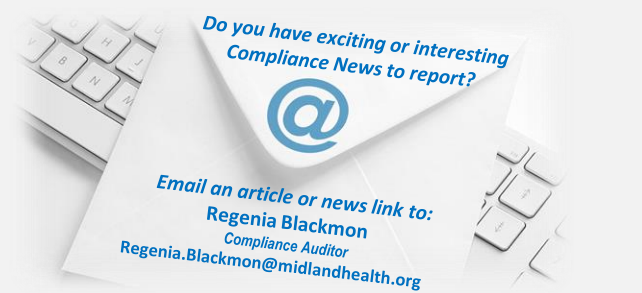 Do you have exciting or interesting
Compliance News to report?
@
Email an article or news link to:
Regenia Blackmon
Compliance Auditor
Regenia.Blackmon@midlandhealth.org